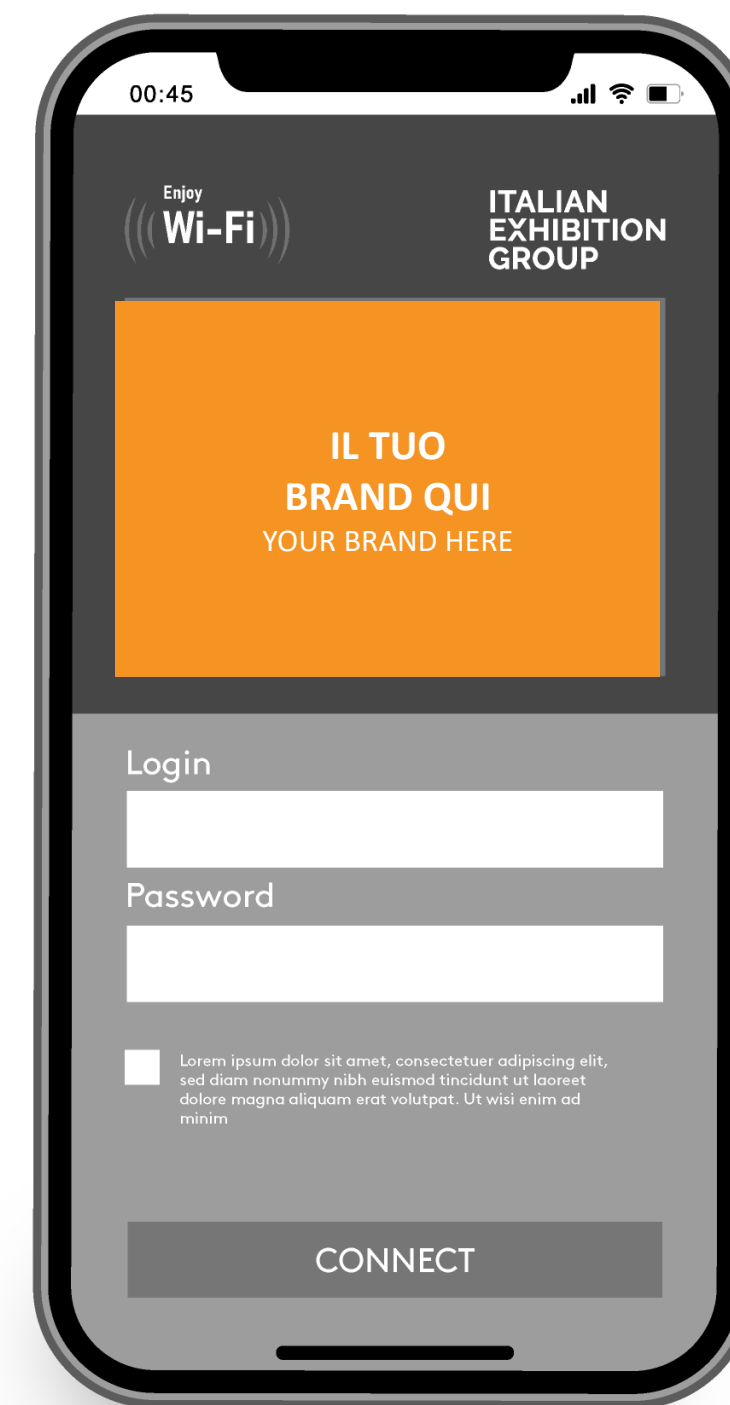 00:45
Enjoy
Wi-Fi
ITALIAN
EXHIBITION
GROUP
IL TUO
BRAND QUI
YOUR BRAND HERE
Login
Password
Lorem ipsum dolor sit amet, consectetuer adipiscing elit,
sed diam nonummy nibh euismod tincidunt ut laoreet
dolore magna aliquam erat volutpat. Ut wisi enim ad
minim
CONNECT